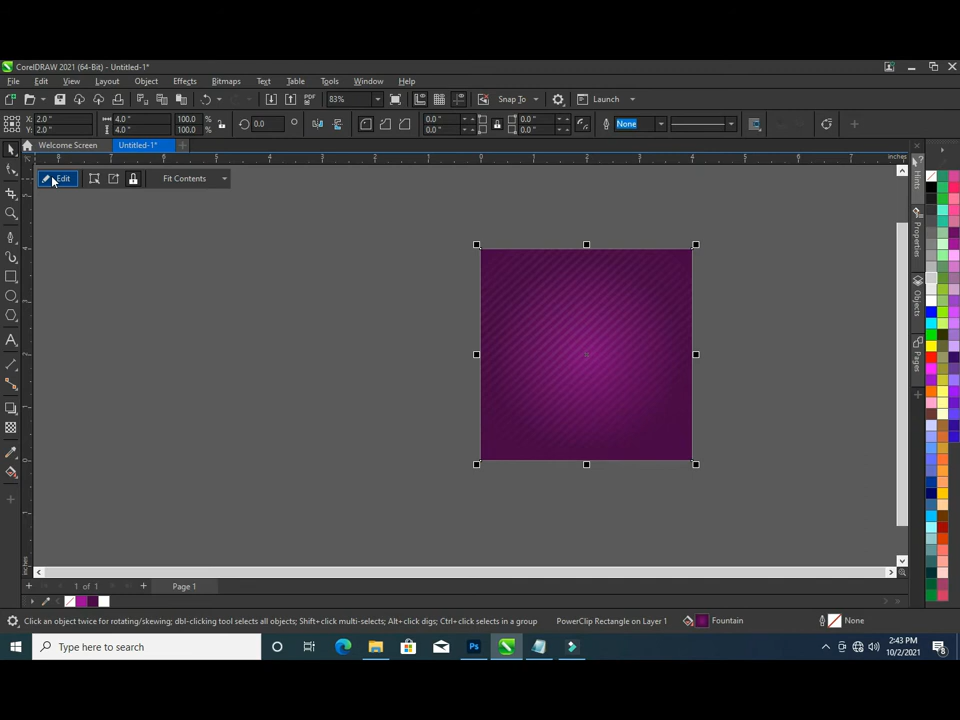 CorelDRAW 2021 (64-Bit) - Untitled-1*
File Edit View Layout Object Effects Bitmaps Text Table Tools Window Help
PDF 83% Snap To Launch
X: 2.0 " 4.0 " 100.0 % 0.0 ° 0.0 " 0.0 " None
Y: 2.0 " 4.0 " 100.0 % 0.0 " 0.0 "
Welcome Screen Untitled-1*
inches
Edit Fit Contents
Hints
Properties
Objects
Pages
inches
1 of 1 Page 1
Click an object twice for rotating/skewing; dbl-clicking tool selects all objects; Shift+click multi-selects; Alt+click digs; Ctrl+click selects in a group PowerClip Rectangle on Layer 1 Fountain None
Type here to search
2:43 PM
10/2/2021
8